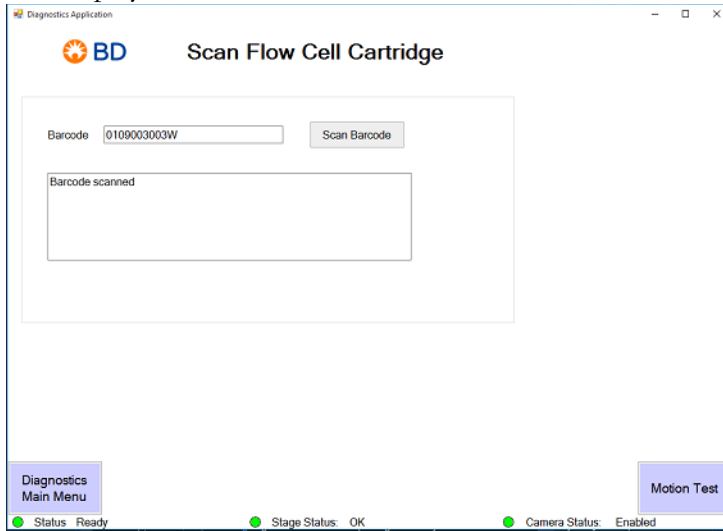 Diagnostics Application
BD Scan Flow Cell Cartridge
Barcode 0109003003W Scan Barcode
Barcode scanned
Diagnostics
Main Menu
Motion Test
Status Ready Stage Status: OK Camera Status: Enabled